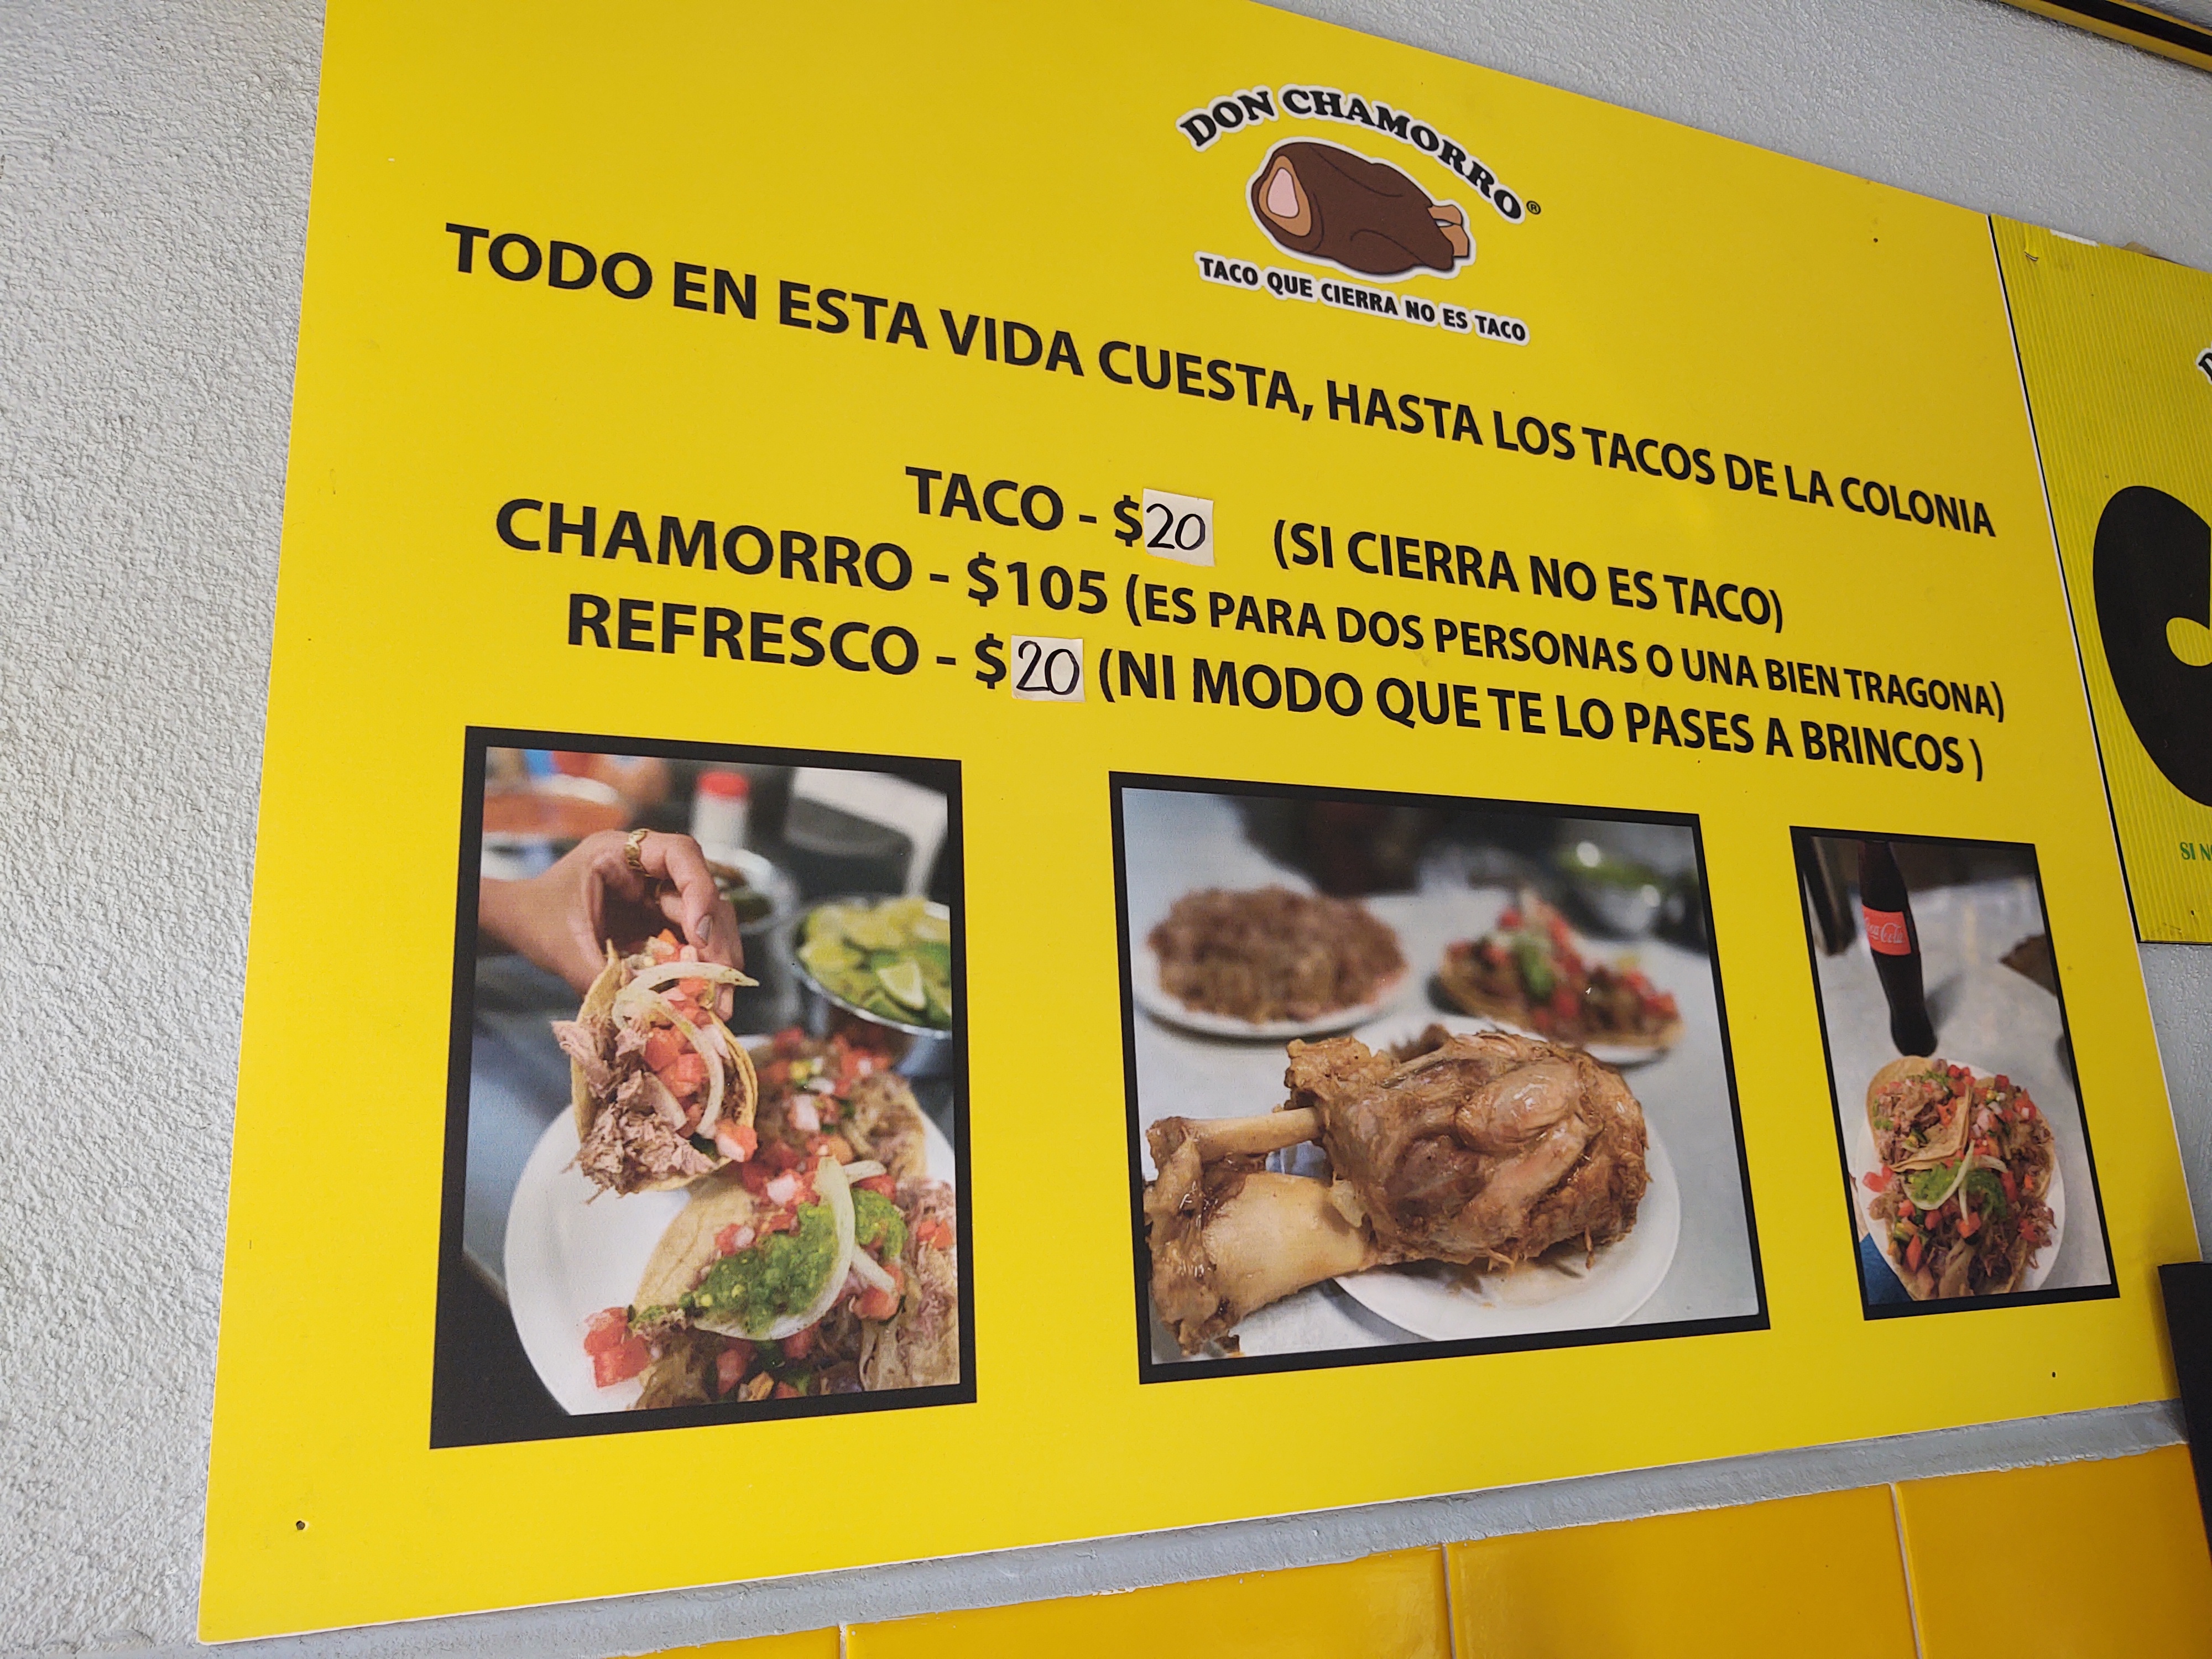 DON CHAMORRO®
TACO QUE CIERRA NO ES TACO
TODO EN ESTA VIDA CUESTA, HASTA LOS TACOS DE LA COLONIA
TACO - $20 (SI CIERRA NO ES TACO)
CHAMORRO - $105 (ES PARA DOS PERSONAS O UNA BIEN TRAGONA)
REFRESCO - $20 (NI MODO QUE TE LO PASES A BRINCOS )
Coca-Cola
SI